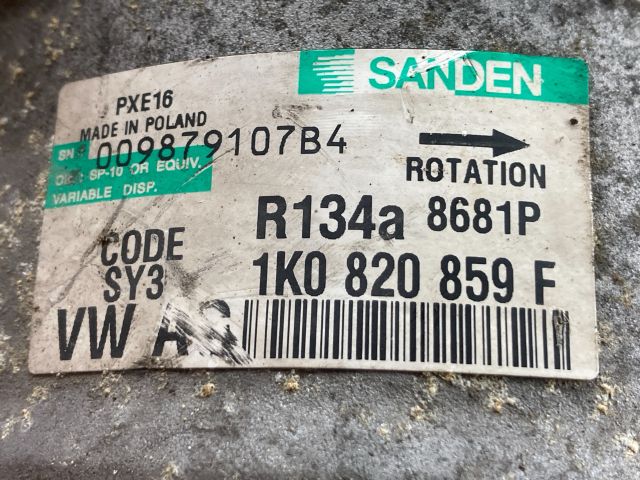 SANDEN
PXE16
MADE IN POLAND
SN# 009879107B4
OIL: SP-10 OR EQUIV.
VARIABLE DISP.
ROTATION
R134a 8681P
CODE
SY3
1K0 820 859 F
VW AG